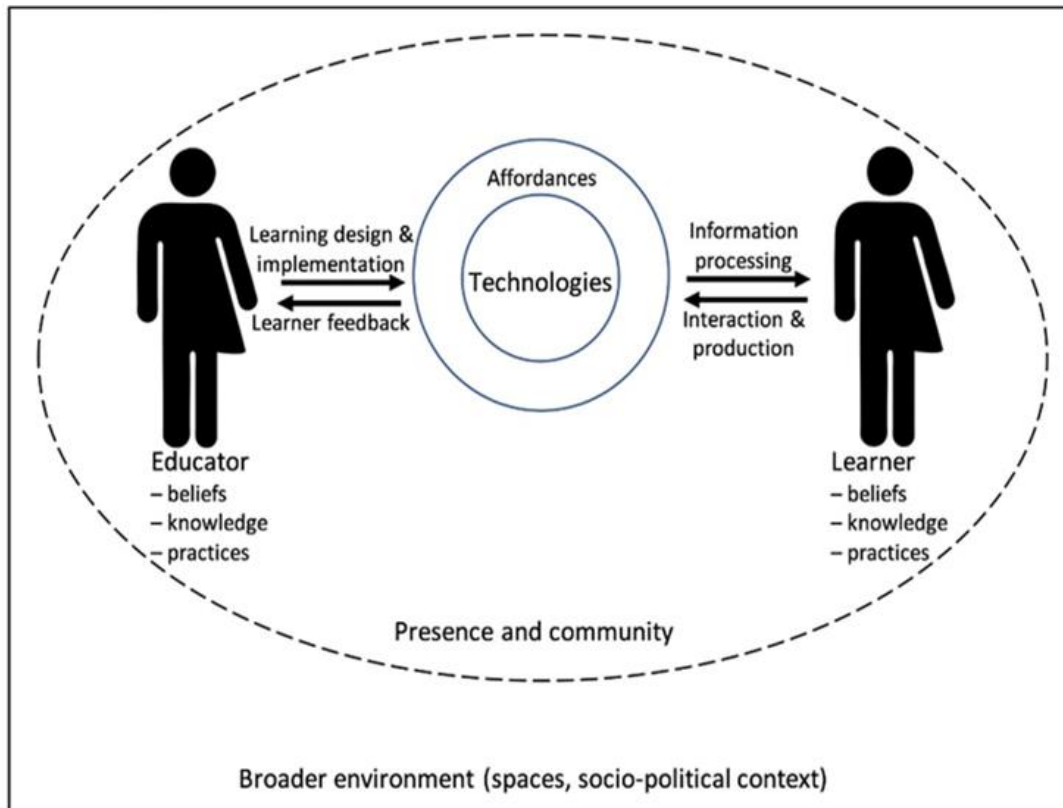 Affordances
Technologies
Learning design &
implementation
Learner feedback
Information
processing
Interaction &
production
Educator
– beliefs
– knowledge
– practices
Learner
– beliefs
– knowledge
– practices
Presence and community
Broader environment (spaces, socio-political context)